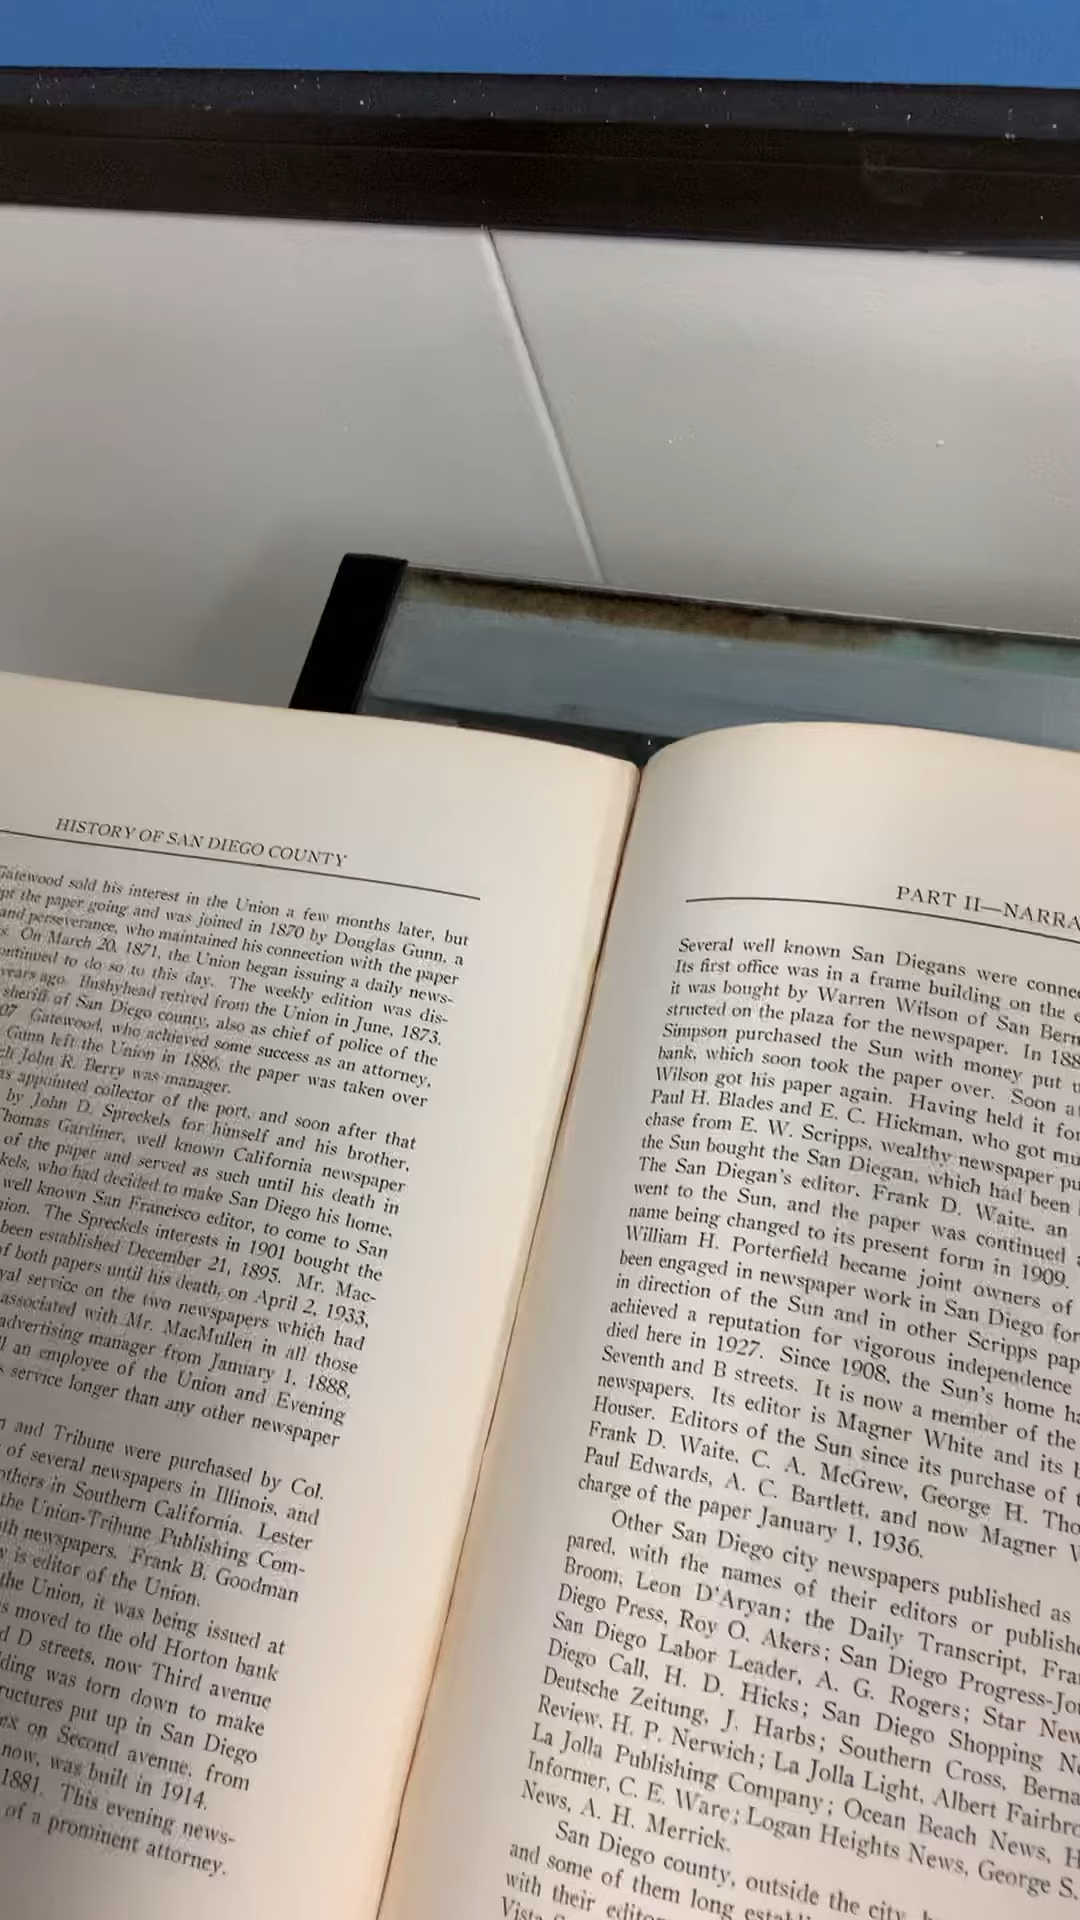 HISTORY OF SAN DIEGO COUNTY
Gatewood sold his interest in the Union a few months later, but
pt the paper going and was joined in 1870 by Douglas Gunn, a
and perseverance, who maintained his connection with the paper
s. On March 20, 1871, the Union began issuing a daily news-
ontinued to do so to this day. The weekly edition was dis-
years ago. Bushyhead retired from the Union in June, 1873.
sheriff of San Diego county, also as chief of police of the
07 Gatewood, who achieved some success as an attorney,
Gunn left the Union in 1886, the paper was taken over
ch John R. Berry was manager.
as appointed collector of the port, and soon after that
by John D. Spreckels for himself and his brother,
Thomas Gardiner, well known California newspaper
of the paper and served as such until his death in
kels, who had decided to make San Diego his home,
well known San Francisco editor, to come to San
nion. The Spreckels interests in 1901 bought the
been established December 21, 1895. Mr. Mac-
of both papers until his death, on April 2, 1933,
yal service on the two newspapers which had
associated with Mr. MacMullen in all those
advertising manager from January 1, 1888,
l an employee of the Union and Evening
s service longer than any other newspaper
n and Tribune were purchased by Col.
of several newspapers in Illinois, and
others in Southern California. Lester
the Union-Tribune Publishing Com-
th newspapers. Frank B. Goodman
w is editor of the Union.
the Union, it was being issued at
s moved to the old Horton bank
d D streets, now Third avenue
lding was torn down to make
ructures put up in San Diego
ex on Second avenue, from
now, was built in 1914.
1881. This evening news-
of a prominent attorney.
PART II—NARRA
Several well known San Diegans were connec
Its first office was in a frame building on the e
it was bought by Warren Wilson of San Bern
structed on the plaza for the newspaper. In 188
Simpson purchased the Sun with money put u
bank, which soon took the paper over. Soon af
Wilson got his paper again. Having held it for
Paul H. Blades and E. C. Hickman, who got mu
chase from E. W. Scripps, wealthy newspaper pu
the Sun bought the San Diegan, which had been
The San Diegan's editor, Frank D. Waite, an
went to the Sun, and the paper was continued a
name being changed to its present form in 1909.
William H. Porterfield became joint owners of
been engaged in newspaper work in San Diego for
in direction of the Sun and in other Scripps pap
achieved a reputation for vigorous independence
died here in 1927. Since 1908, the Sun's home ha
Seventh and B streets. It is now a member of the
newspapers. Its editor is Magner White and its b
Houser. Editors of the Sun since its purchase of t
Frank D. Waite, C. A. McGrew, George H. Tho
Paul Edwards, A. C. Bartlett, and now Magner W
charge of the paper January 1, 1936.
Other San Diego city newspapers published as
pared, with the names of their editors or publishe
Broom, Leon D'Aryan; the Daily Transcript, Fra
Diego Press, Roy O. Akers; San Diego Progress-Jou
San Diego Labor Leader, A. G. Rogers; Star New
Diego Call, H. D. Hicks; San Diego Shopping Ne
Deutsche Zeitung, J. Harbs; Southern Cross, Berna
Review, H. P. Nerwich; La Jolla Light, Albert Fairbro
La Jolla Publishing Company; Ocean Beach News, H
Informer, C. E. Ware; Logan Heights News, George S.
News, A. H. Merrick.
San Diego county, outside the city, h
and some of them long establi
with their edito
Vista